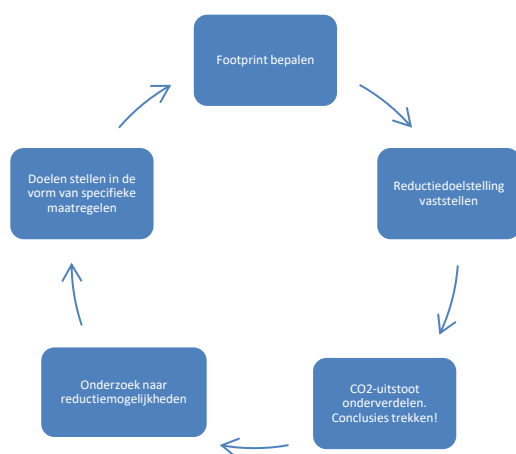 Footprint bepalen
Reductiedoelstelling
vaststellen
CO2-uitstoot
onderverdelen.
Conclusies trekken!
Onderzoek naar
reductiemogelijkheden
Doelen stellen in de
vorm van specifieke
maatregelen